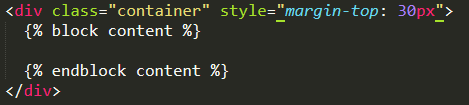 <div class="container" style="margin-top: 30px">
  {% block content %}

  {% endblock content %}
</div>